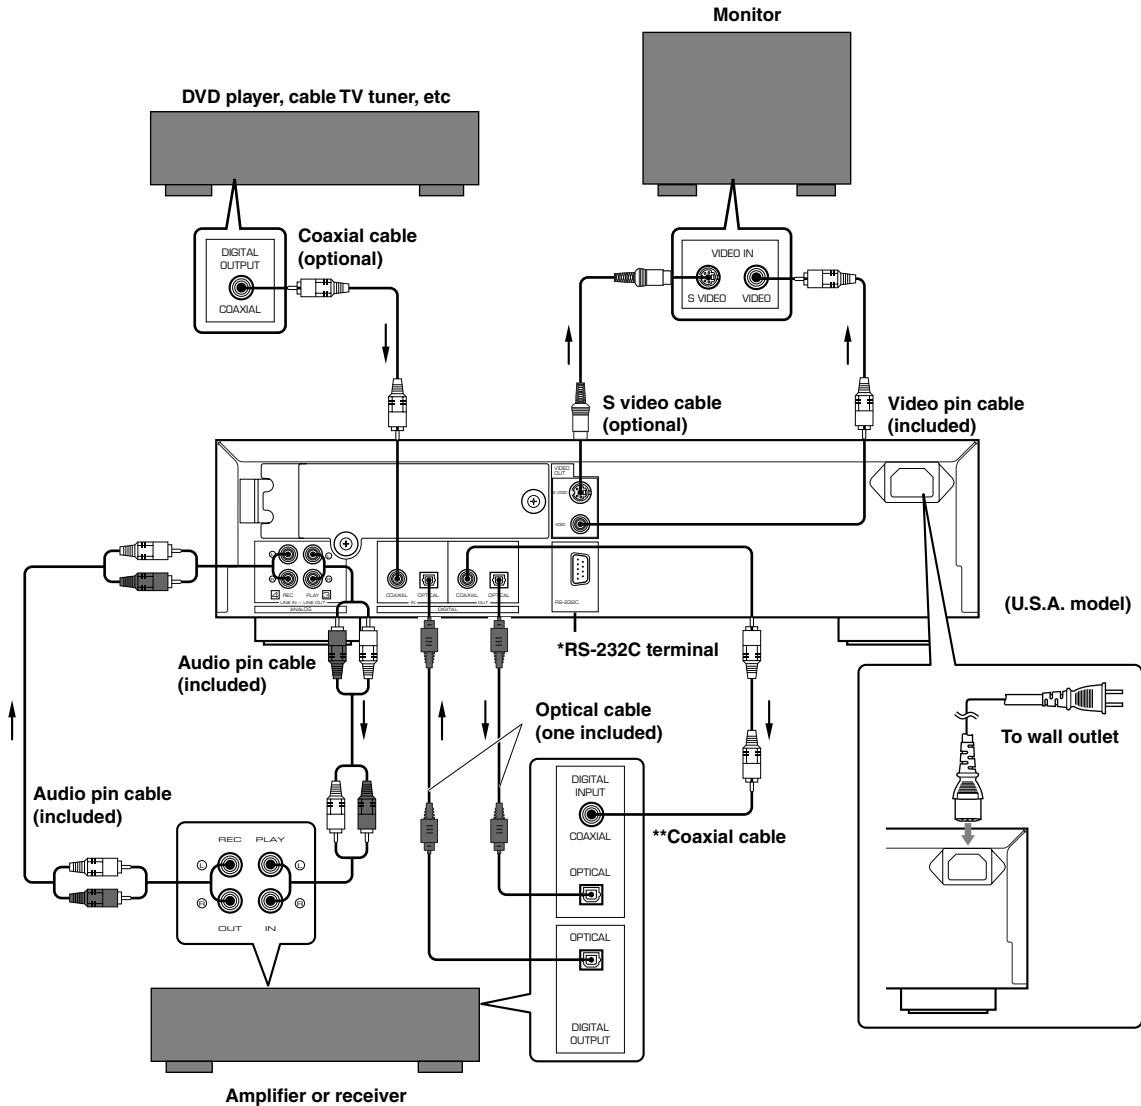 Monitor
DVD player, cable TV tuner, etc
DIGITAL
OUTPUT
COAXIAL
Coaxial cable
(optional)
VIDEO IN
S VIDEO VIDEO
S video cable
(optional)
Video pin cable
(included)
VIDEO
OUT
S VIDEO
VIDEO
L L
R R
4 REC PLAY 3
LINE IN – LINE OUT
ANALOG
COAXIAL OPTICAL COAXIAL OPTICAL
IN OUT
DIGITAL
RS-232C
(U.S.A. model)
*RS-232C terminal
Audio pin cable
(included)
Optical cable
(one included)
To wall outlet
Audio pin cable
(included)
DIGITAL
INPUT
COAXIAL
**Coaxial cable
REC PLAY
L L
R R
OUT IN
OPTICAL
OPTICAL
DIGITAL
OUTPUT
Amplifier or receiver